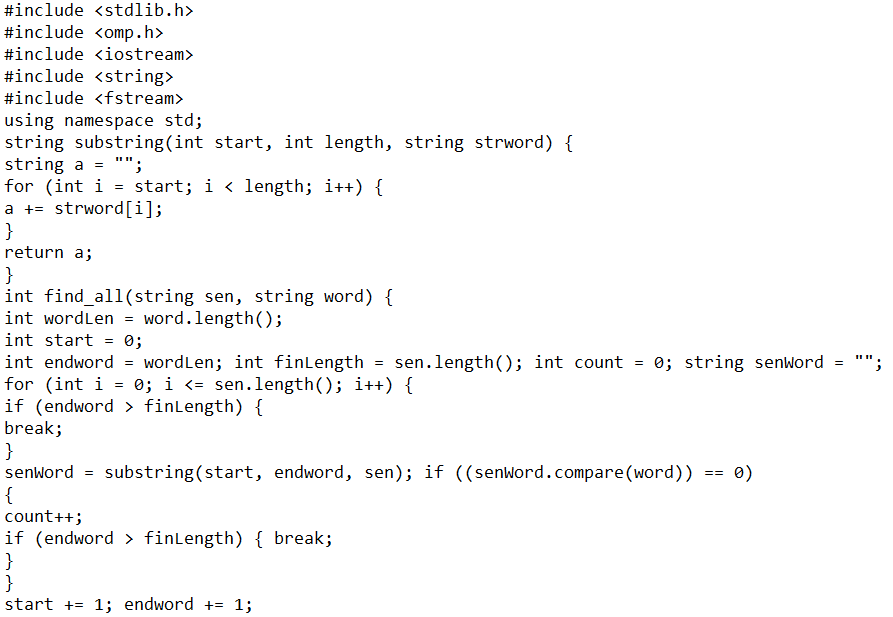 #include <stdlib.h>
#include <omp.h>
#include <iostream>
#include <string>
#include <fstream>
using namespace std;
string substring(int start, int length, string strword) {
string a = "";
for (int i = start; i < length; i++) {
a += strword[i];
}
return a;
}
int find_all(string sen, string word) {
int wordLen = word.length();
int start = 0;
int endword = wordLen; int finLength = sen.length(); int count = 0; string senWord = "";
for (int i = 0; i <= sen.length(); i++) {
if (endword > finLength) {
break;
}
senWord = substring(start, endword, sen); if ((senWord.compare(word)) == 0)
{
count++;
if (endword > finLength) { break;
}
}
start += 1; endword += 1;